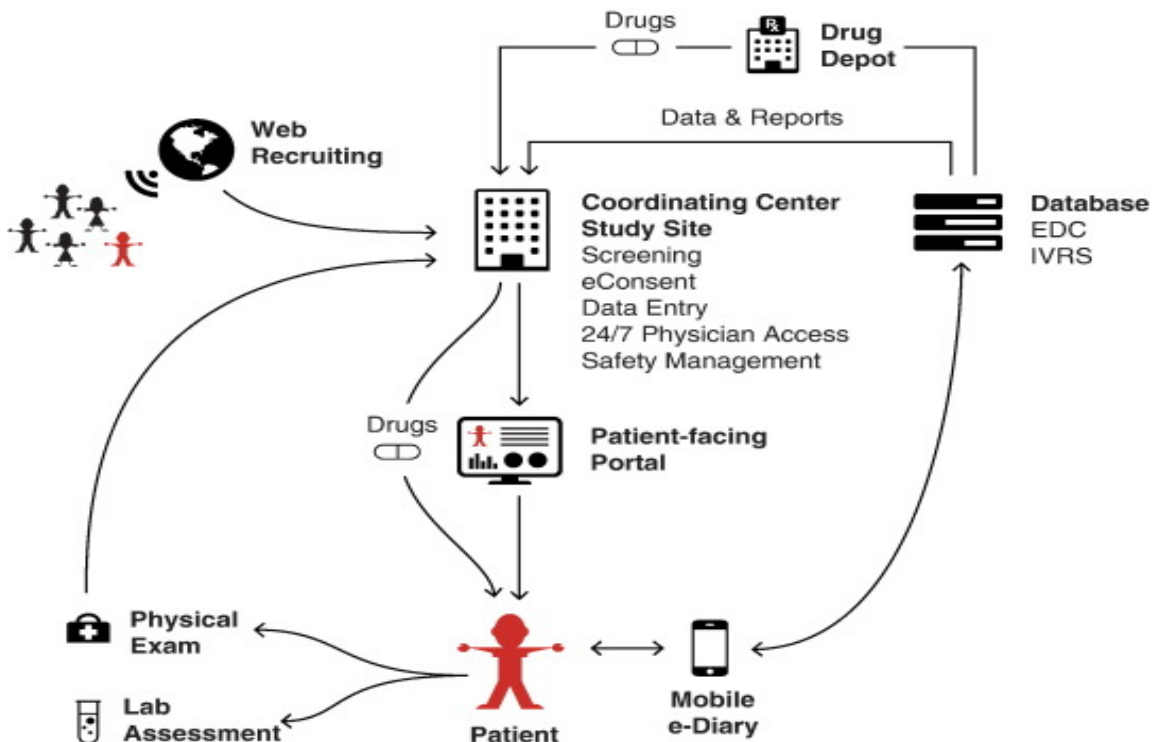 Drugs
Rx
Drug
Depot
Data & Reports
Web
Recruiting
Coordinating Center
Study Site
Screening
eConsent
Data Entry
24/7 Physician Access
Safety Management
Database
EDC
IVRS
Drugs
Patient-facing
Portal
Physical
Exam
Lab
Assessment
Patient
Mobile
e-Diary